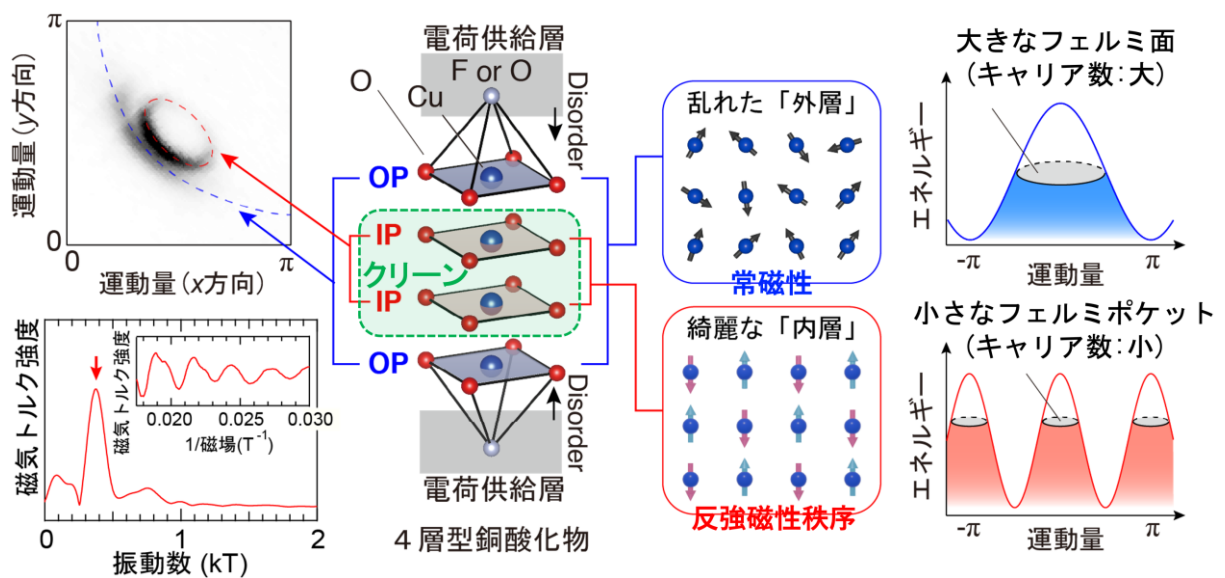 π
運動量(y方向)
0
0
π
運動量(x方向)
磁気トルク強度
磁気トルク強度
0.020
0.025
0.030
1/磁場(T⁻¹)
0
1
2
振動数 (kT)
電荷供給層
F or O
O
Cu
Disorder
OP
IP
クリーン
IP
OP
Disorder
電荷供給層
4層型銅酸化物
乱れた「外層」
常磁性
綺麗な「内層」
反強磁性秩序
大きなフェルミ面
(キャリア数:大)
エネルギー
-π
π
運動量
小さなフェルミポケット
(キャリア数:小)
エネルギー
-π
π
運動量